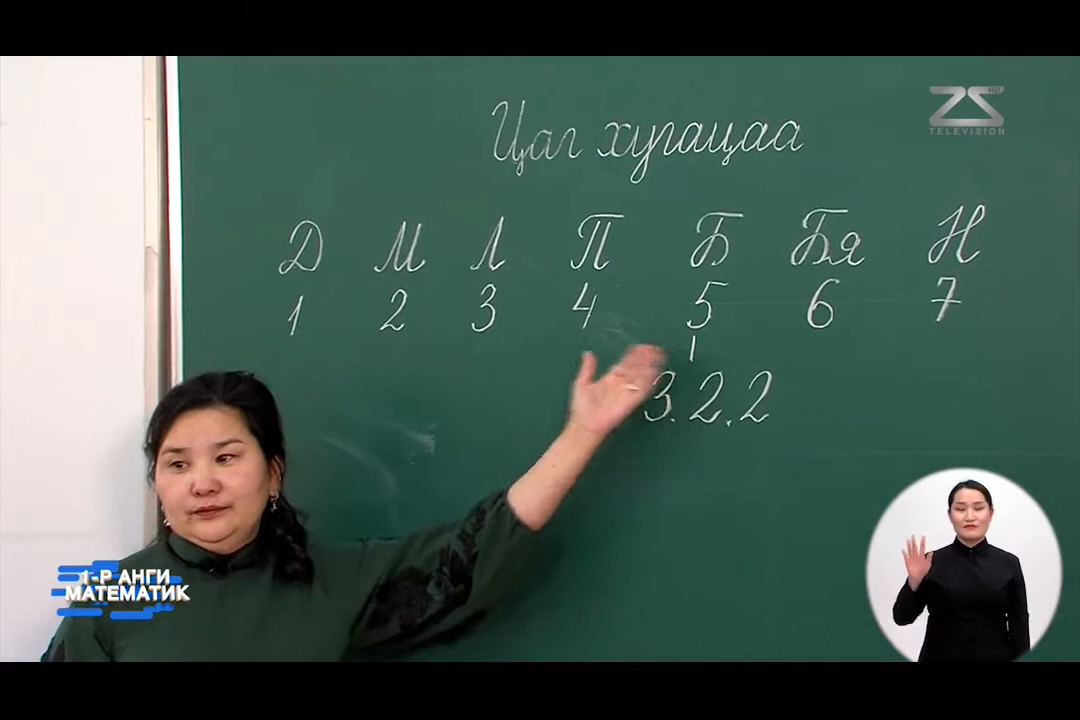 ZS HD
TELEVISION
Цаг хугацаа
Д М Л П Б Бя Н
1 2 3 4 5 6 7
1
3.2.2
1-Р АНГИ
МАТЕМАТИК